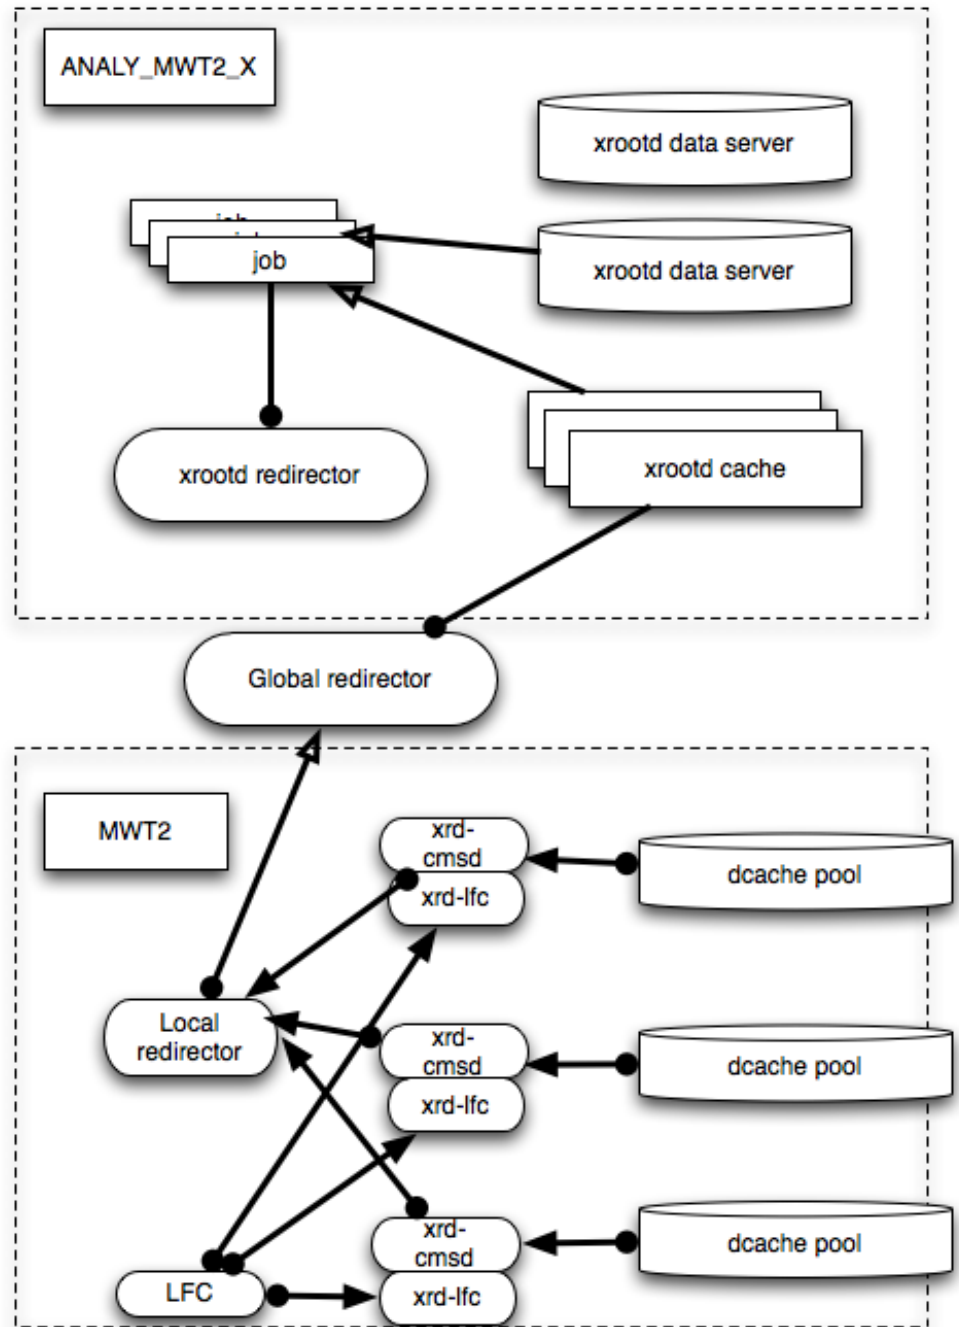 ANALY_MWT2_X
xrootd data server
xrootd data server
job
xrootd redirector
xrootd cache
Global redirector
MWT2
xrd-
cmsd
xrd-lfc
dcache pool
Local
redirector
xrd-
cmsd
xrd-lfc
dcache pool
xrd-
cmsd
xrd-lfc
dcache pool
LFC